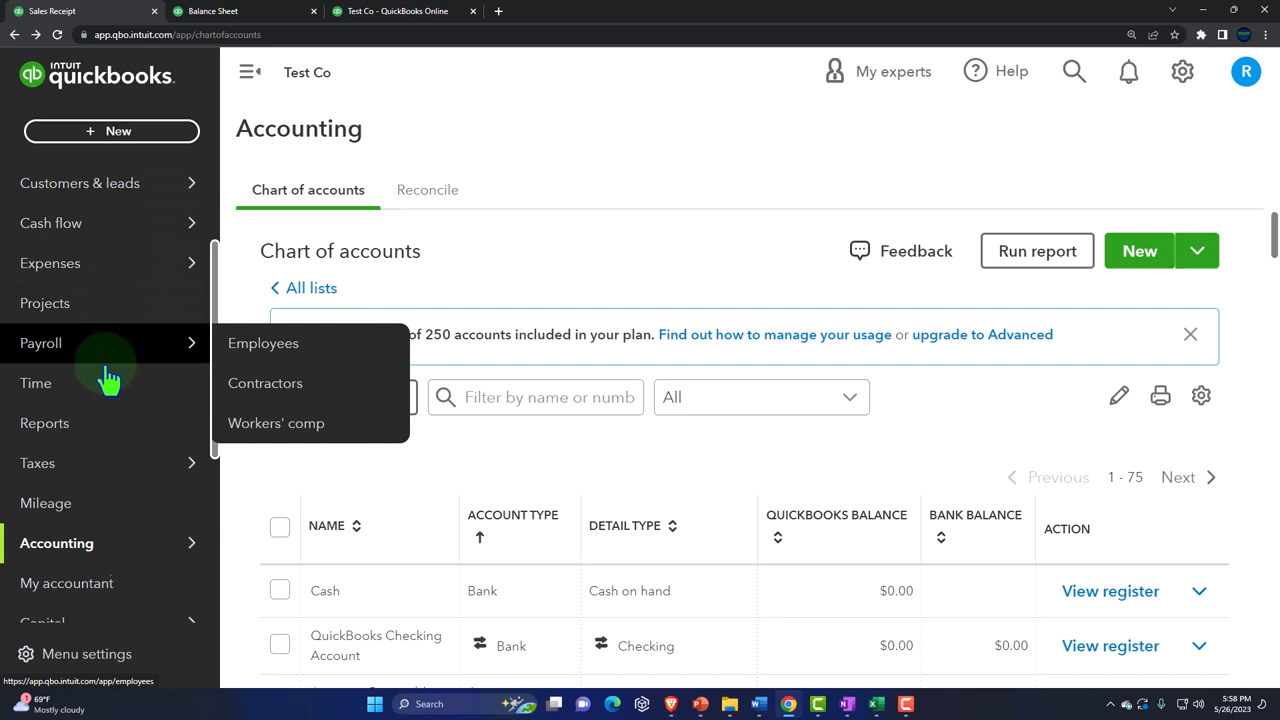 Sales Receipt
Balance Sheet
Test Co - QuickBooks Online
app.qbo.intuit.com/app/chartofaccounts
INTUIT
quickbooks.
Test Co
My experts
Help
R
+ New
Customers & leads
Cash flow
Expenses
Projects
Payroll
Time
Reports
Taxes
Mileage
Accounting
My accountant
Capital
Menu settings
Employees
Contractors
Workers' comp
Accounting
Chart of accounts
Reconcile
Chart of accounts
Feedback
Run report
New
All lists
of 250 accounts included in your plan. Find out how to manage your usage or upgrade to Advanced
Filter by name or numb
All
Previous 1 - 75 Next
NAME
ACCOUNT TYPE
DETAIL TYPE
QUICKBOOKS BALANCE
BANK BALANCE
ACTION
Cash
Bank
Cash on hand
$0.00
View register
QuickBooks Checking
Account
Bank
Checking
$0.00
$0.00
View register
https://app.qbo.intuit.com/app/employees
1
69°F
Mostly cloudy
Search
5:58 PM
5/26/2023